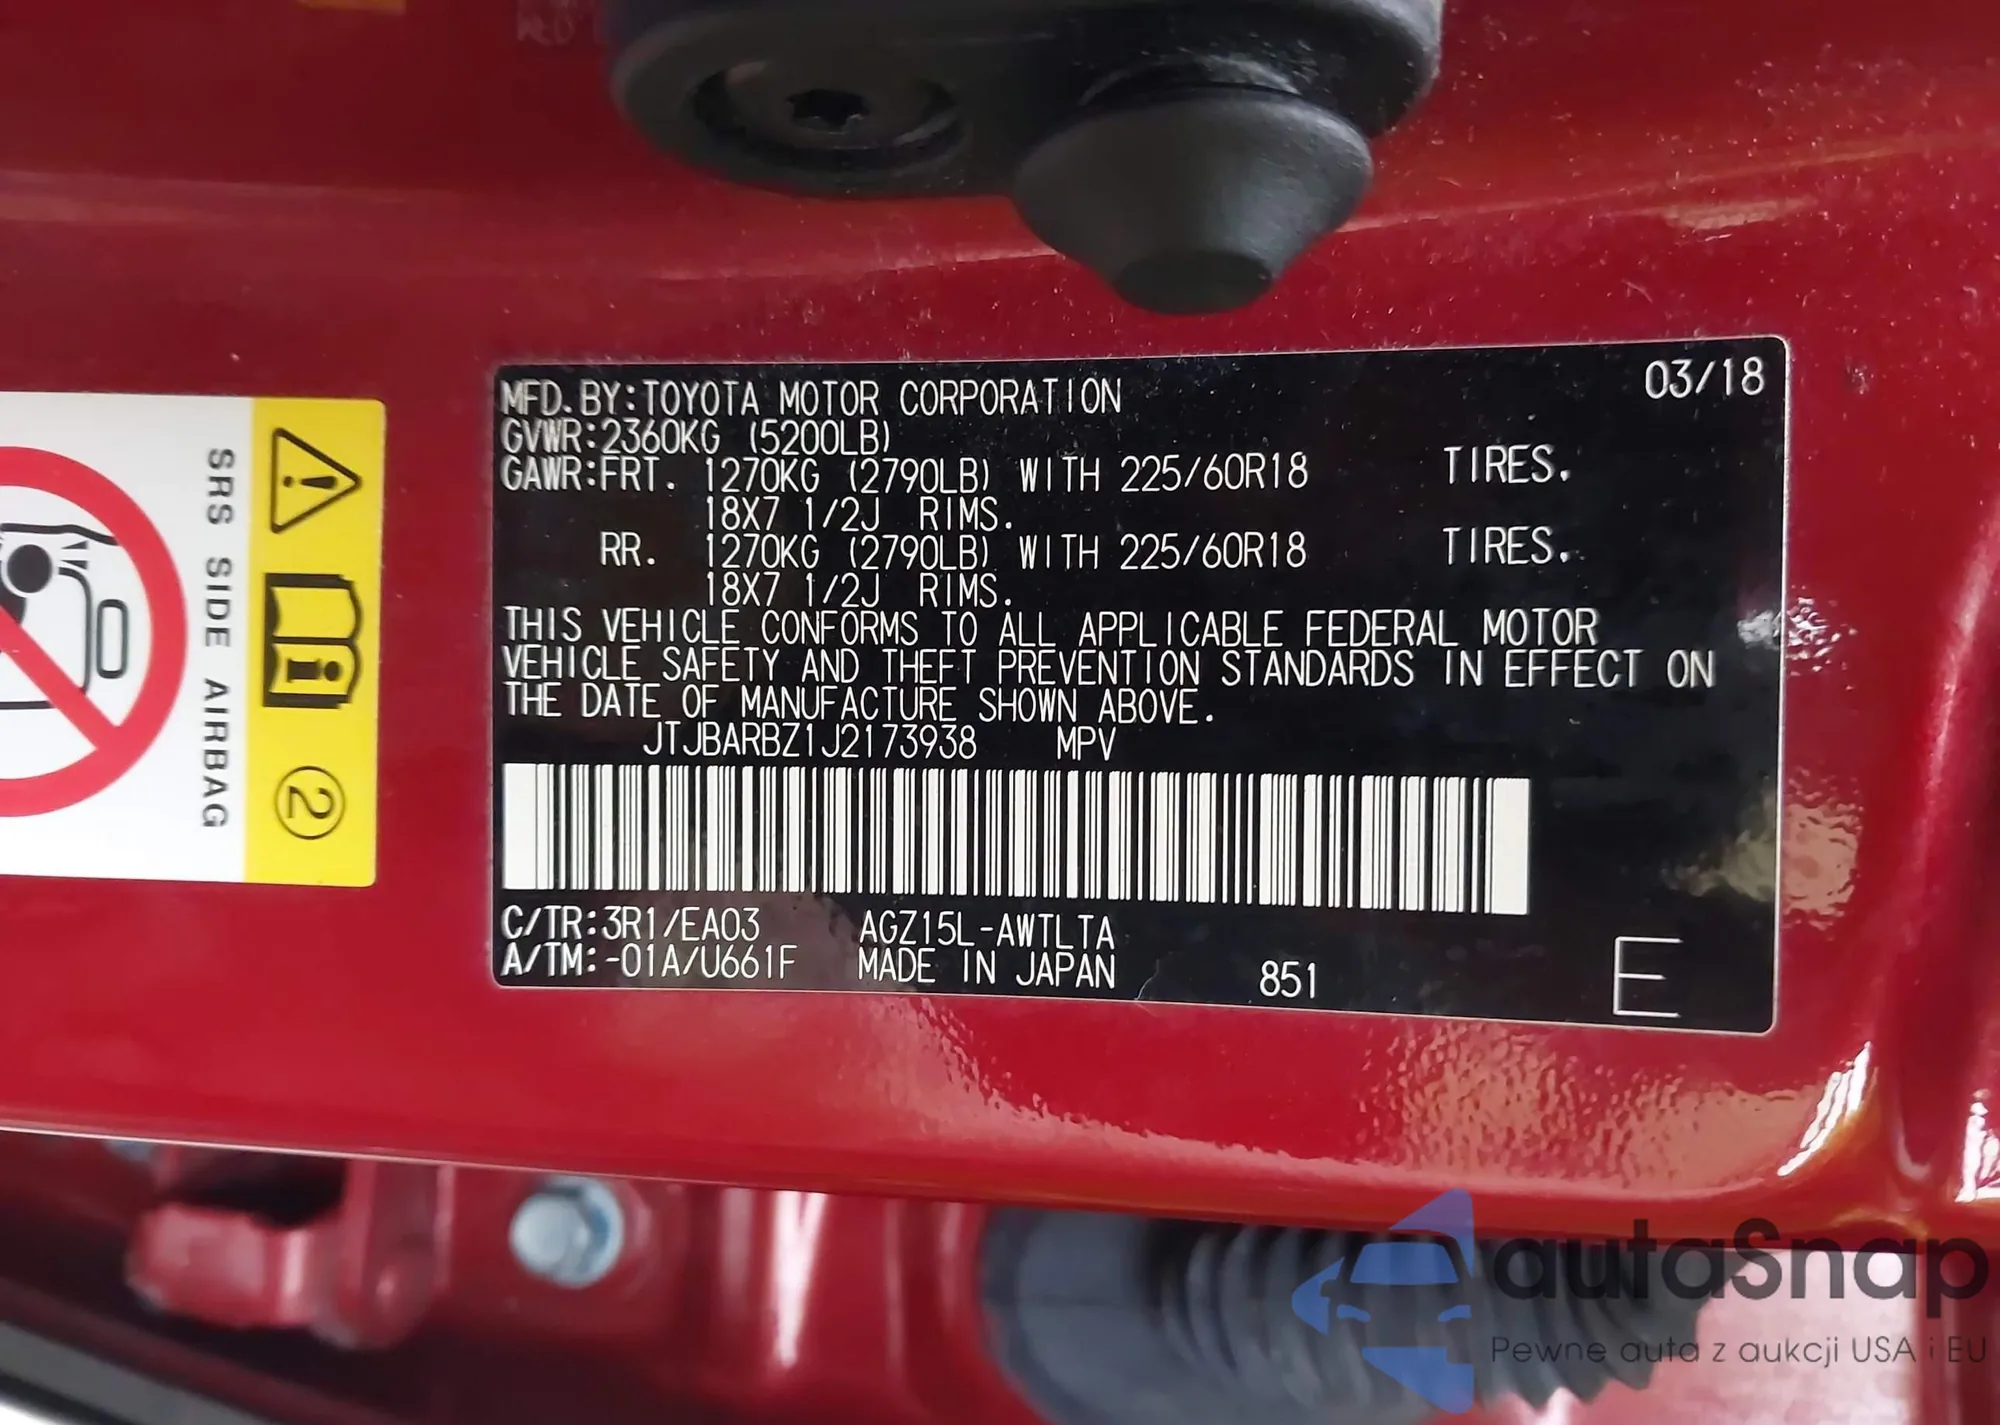 03/18
MFD.BY:TOYOTA MOTOR CORPORATION
GVWR:2360KG (5200LB)
GAWR:FRT. 1270KG (2790LB) WITH 225/60R18 TIRES.
18X7 1/2J RIMS.
RR. 1270KG (2790LB) WITH 225/60R18 TIRES.
18X7 1/2J RIMS.
THIS VEHICLE CONFORMS TO ALL APPLICABLE FEDERAL MOTOR
VEHICLE SAFETY AND THEFT PREVENTION STANDARDS IN EFFECT ON
THE DATE OF MANUFACTURE SHOWN ABOVE.
JTJBARBZ1J2173938 MPV
C/TR:3R1/EA03 AGZ15L-AWTLTA
A/TM:-01A/U661F MADE IN JAPAN 851 E
SRS SIDE AIRBAG
2
autaSnap
Pewne auta z aukcji USA i EU